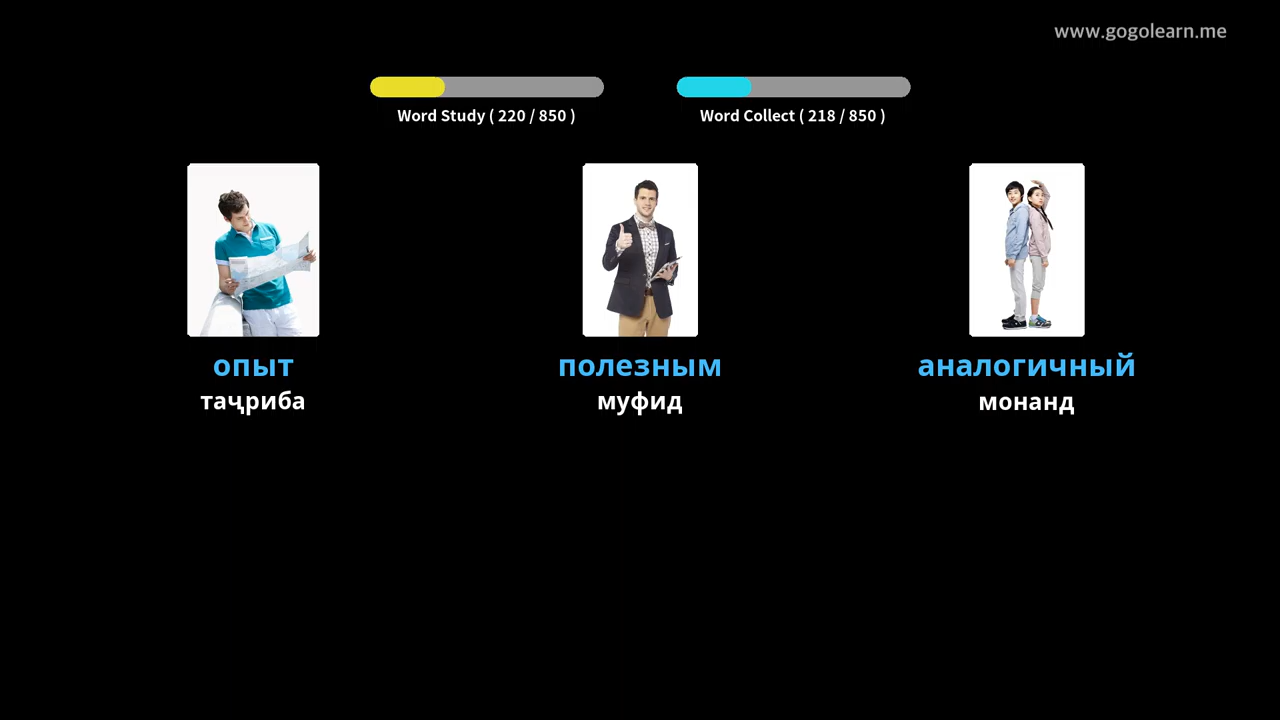 www.gogolearn.me
Word Study ( 220 / 850 )
Word Collect ( 218 / 850 )
опыт
таҷриба
полезным
муфид
аналогичный
монанд